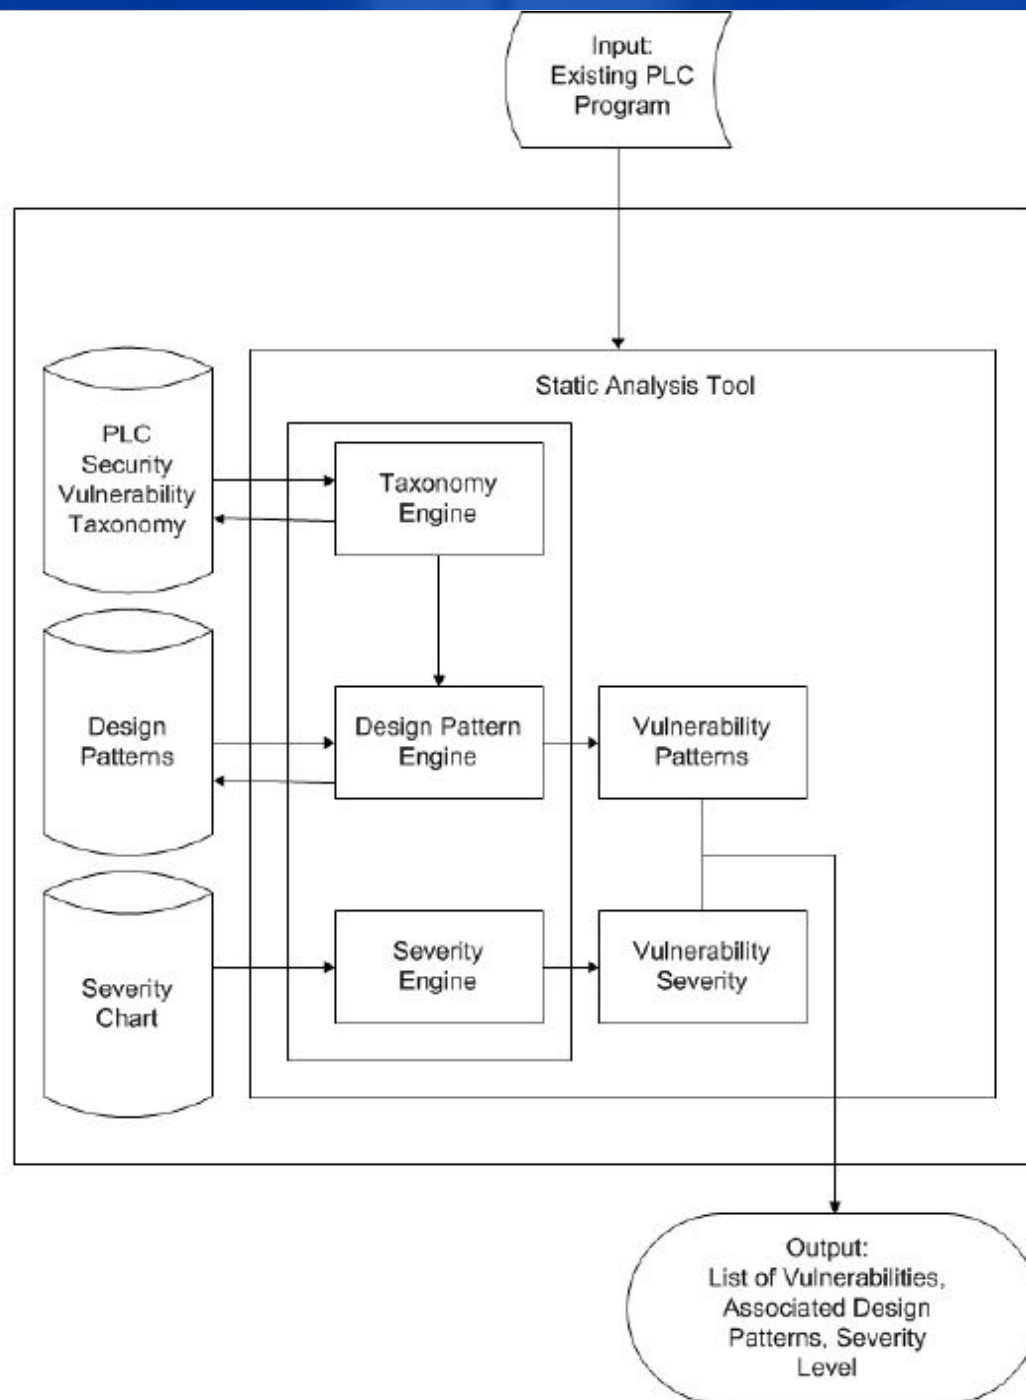 Input:
Existing PLC
Program
Static Analysis Tool
PLC
Security
Vulnerability
Taxonomy
Taxonomy
Engine
Design
Patterns
Design Pattern
Engine
Vulnerability
Patterns
Severity
Chart
Severity
Engine
Vulnerability
Severity
Output:
List of Vulnerabilities,
Associated Design
Patterns, Severity
Level